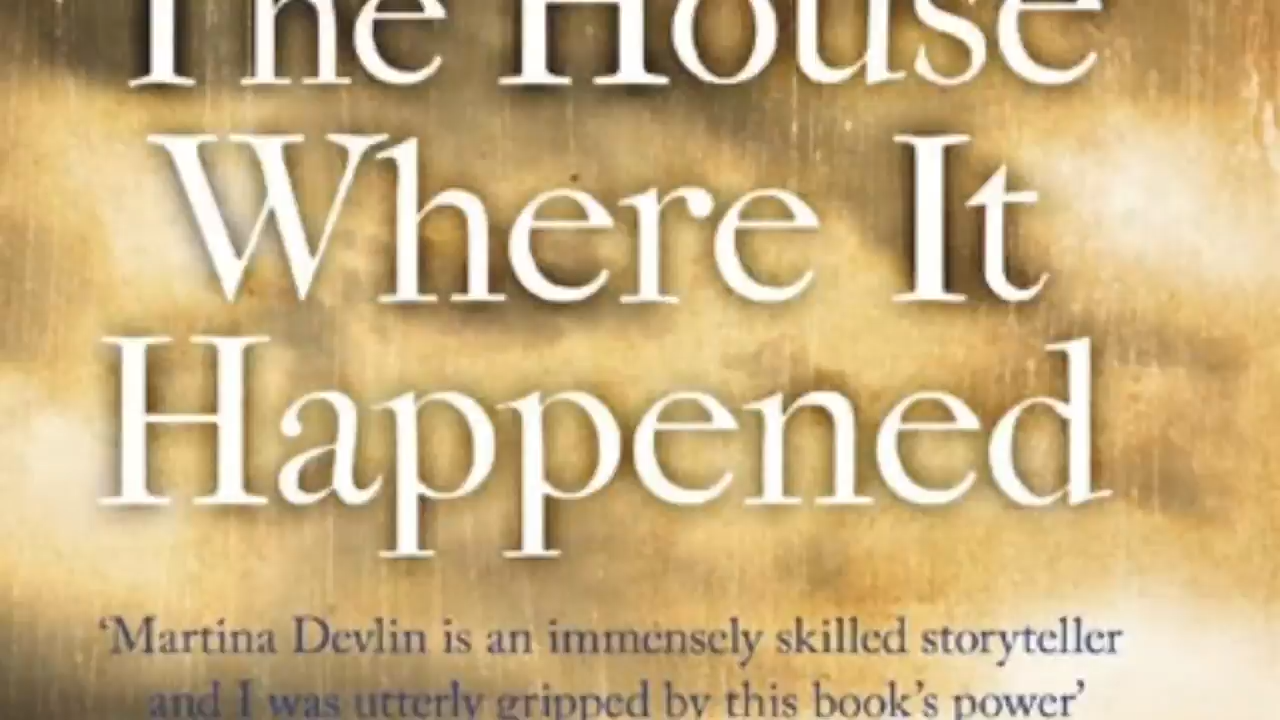 The House
Where It
Happened
‘Martina Devlin is an immensely skilled storyteller
and I was utterly gripped by this book’s power’